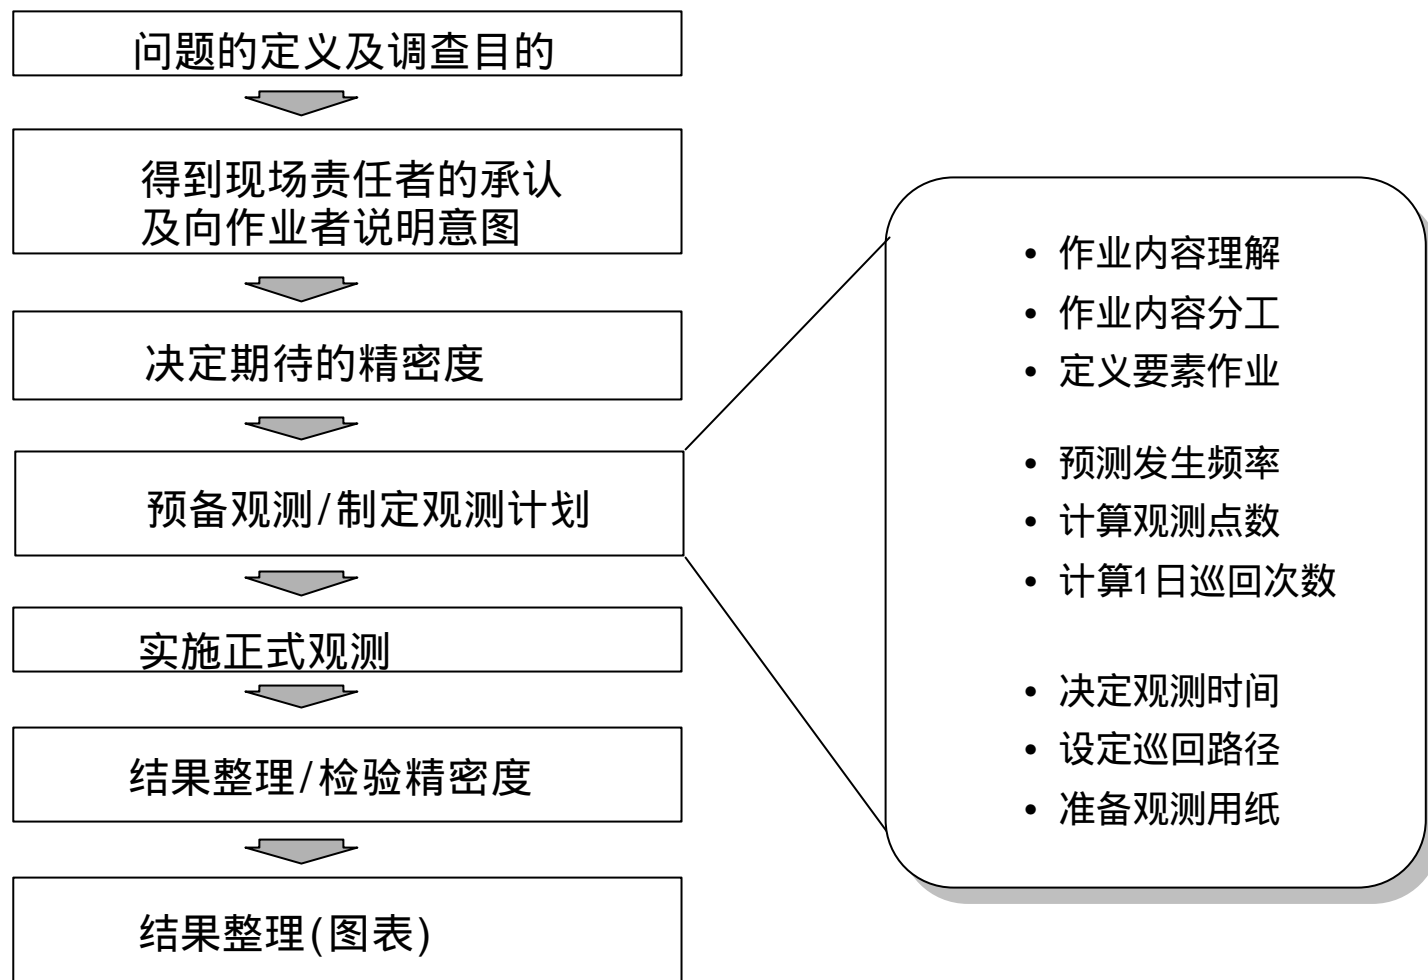 问题的定义及调查目的
得到现场责任者的承认
及向作业者说明意图
决定期待的精密度
预备观测/制定观测计划
实施正式观测
结果整理/检验精密度
结果整理(图表)
• 作业内容理解
• 作业内容分工
• 定义要素作业
• 预测发生频率
• 计算观测点数
• 计算1日巡回次数
• 决定观测时间
• 设定巡回路径
• 准备观测用纸